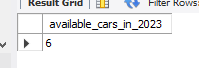 Result Grid
Filter Rows:
available_cars_in_2023
6